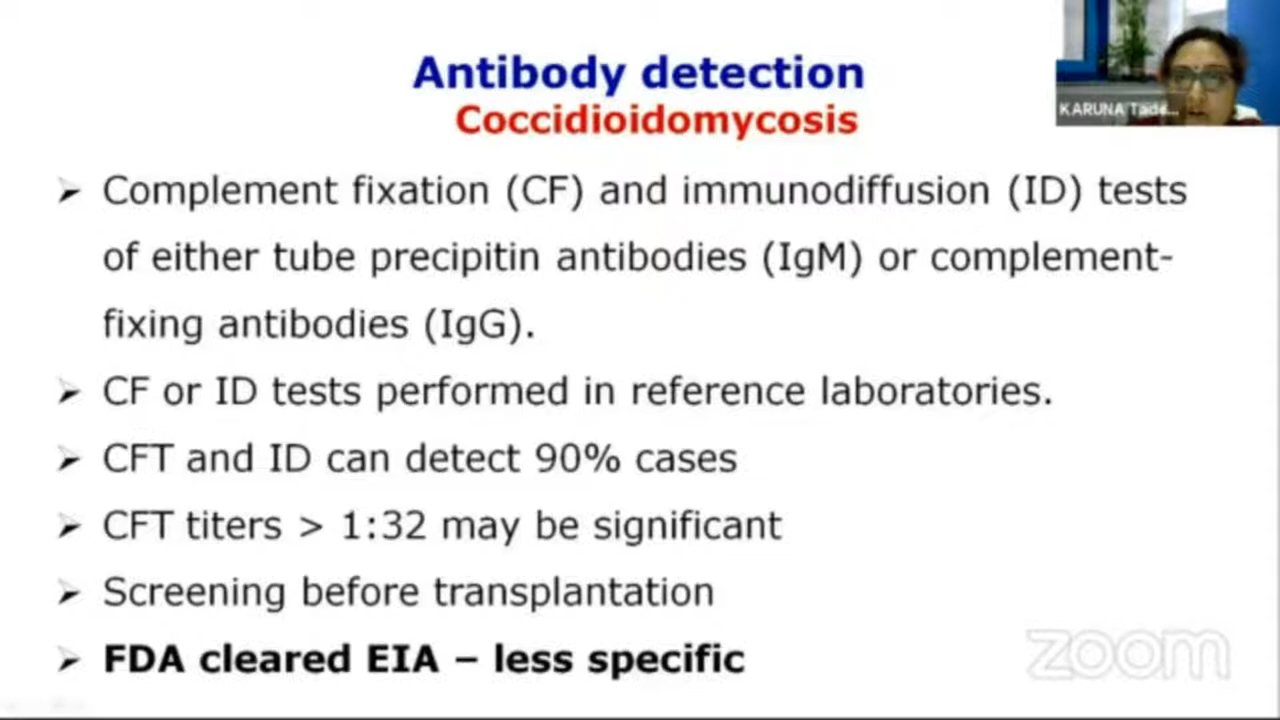 Antibody detection
Coccidioidomycosis
KARUNA Tade...
➤ Complement fixation (CF) and immunodiffusion (ID) tests
of either tube precipitin antibodies (IgM) or complement-
fixing antibodies (IgG).
➤ CF or ID tests performed in reference laboratories.
➤ CFT and ID can detect 90% cases
➤ CFT titers > 1:32 may be significant
➤ Screening before transplantation
➤ FDA cleared EIA – less specific
zoom